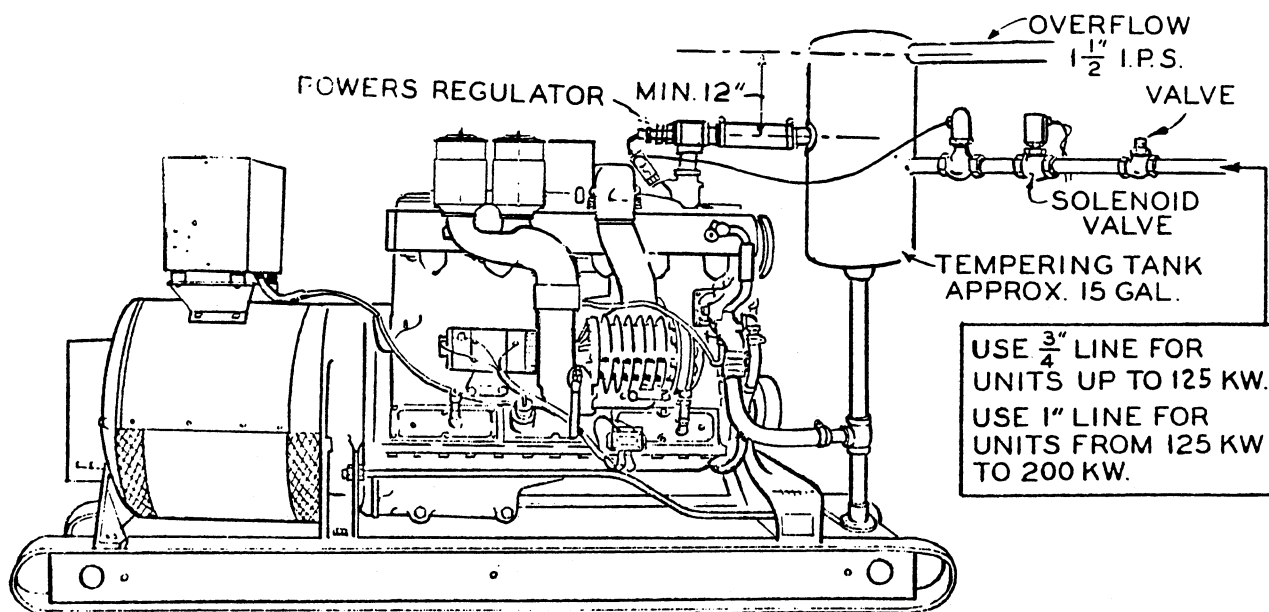 OVERFLOW
1 1/2" I.P.S.
POWERS REGULATOR
MIN. 12"
VALVE
SOLENOID
VALVE
TEMPERING TANK
APPROX. 15 GAL.
USE 3/4" LINE FOR
UNITS UP TO 125 KW.
USE 1" LINE FOR
UNITS FROM 125 KW
TO 200 KW.